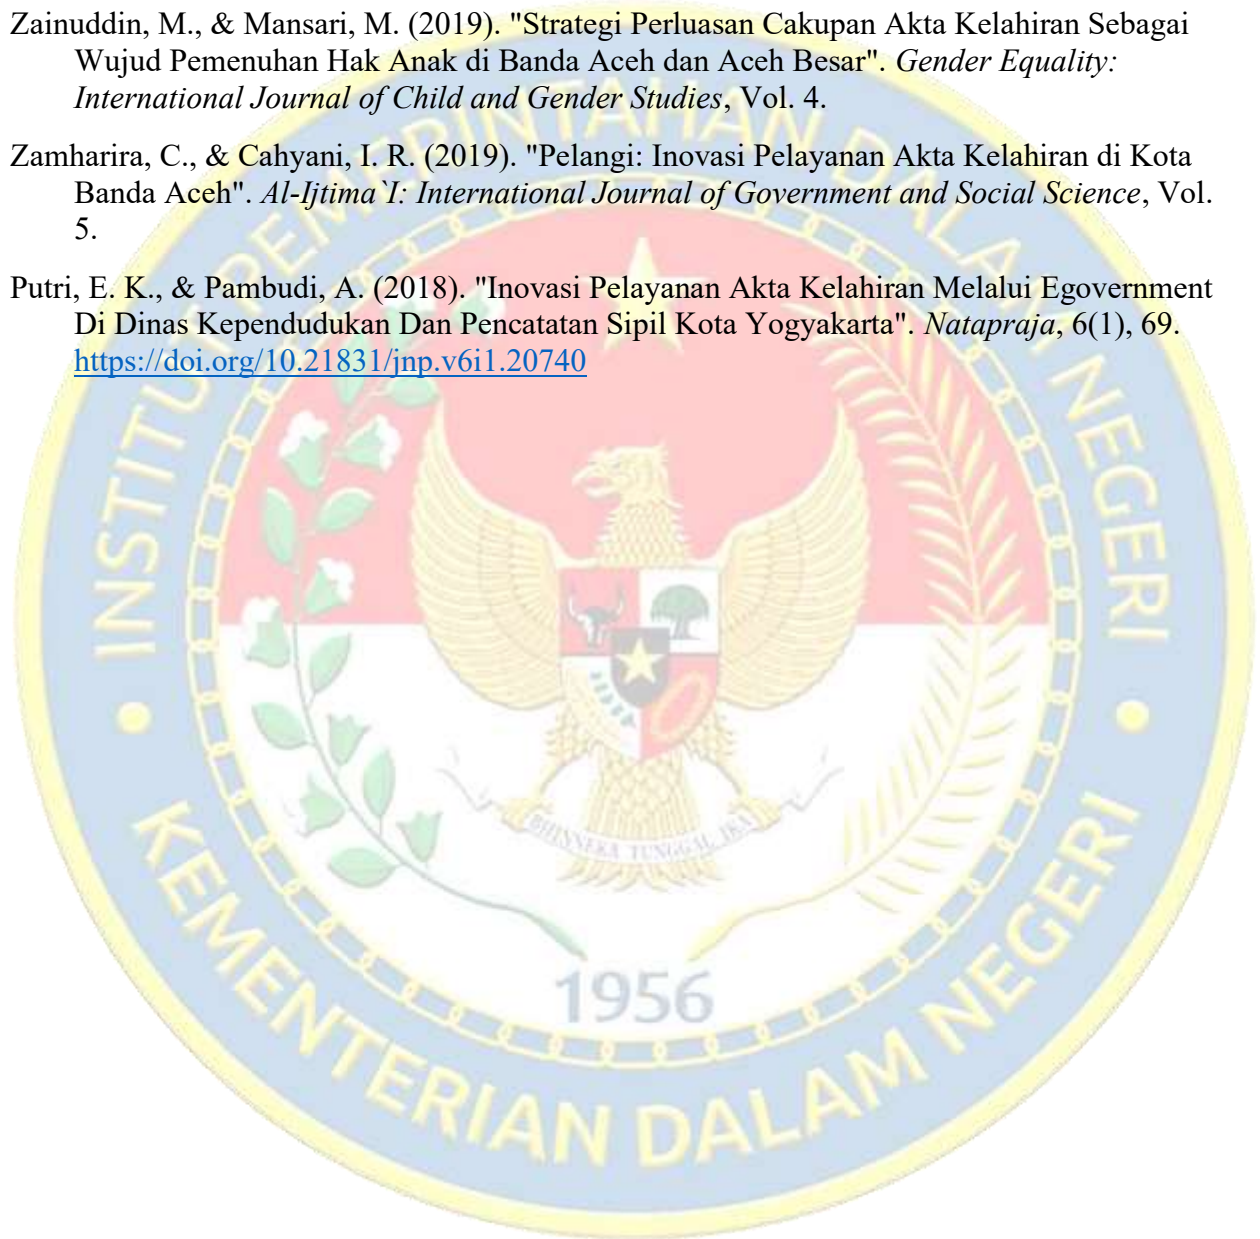 Zainuddin, M., & Mansari, M. (2019). "Strategi Perluasan Cakupan Akta Kelahiran Sebagai
Wujud Pemenuhan Hak Anak di Banda Aceh dan Aceh Besar". Gender Equality:
International Journal of Child and Gender Studies, Vol. 4.
Zamharira, C., & Cahyani, I. R. (2019). "Pelangi: Inovasi Pelayanan Akta Kelahiran di Kota
Banda Aceh". Al-Ijtima`I: International Journal of Government and Social Science, Vol.
5.
Putri, E. K., & Pambudi, A. (2018). "Inovasi Pelayanan Akta Kelahiran Melalui Egovernment
Di Dinas Kependudukan Dan Pencatatan Sipil Kota Yogyakarta". Natapraja, 6(1), 69.
https://doi.org/10.21831/jnp.v6i1.20740
INSTITUT PEMERINTAHAN DALAM NEGERI
BHINNEKA TUNGGAL IKA
1956
KEMENTERIAN DALAM NEGERI